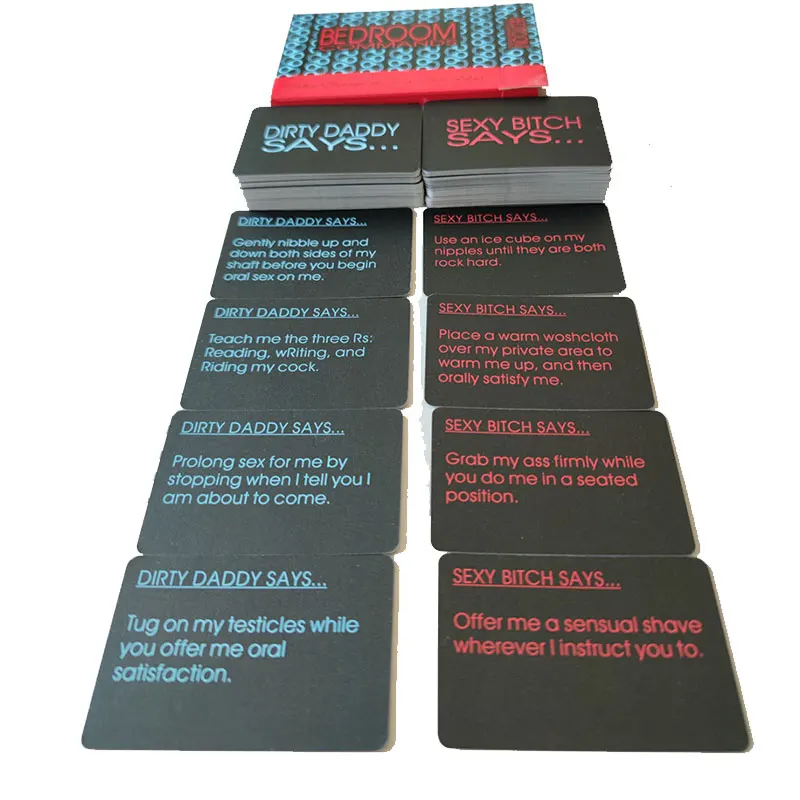 BEDROOM
COMMANDS
DIRTY DADDY
SAYS...
SEXY BITCH
SAYS...
DIRTY DADDY SAYS...
Gently nibble up and
down both sides of my
shaft before you begin
oral sex on me.
SEXY BITCH SAYS...
Use an ice cube on my
nipples until they are both
rock hard.
DIRTY DADDY SAYS...
Teach me the three Rs:
Reading, wRiting, and
Riding my cock.
SEXY BITCH SAYS...
Place a warm woshcloth
over my private area to
warm me up, and then
orally satisfy me.
DIRTY DADDY SAYS...
Prolong sex for me by
stopping when I tell you I
am about to come.
SEXY BITCH SAYS...
Grab my ass firmly while
you do me in a seated
position.
DIRTY DADDY SAYS...
Tug on my testicles while
you offer me oral
satisfaction.
SEXY BITCH SAYS...
Offer me a sensual shave
wherever I instruct you to.